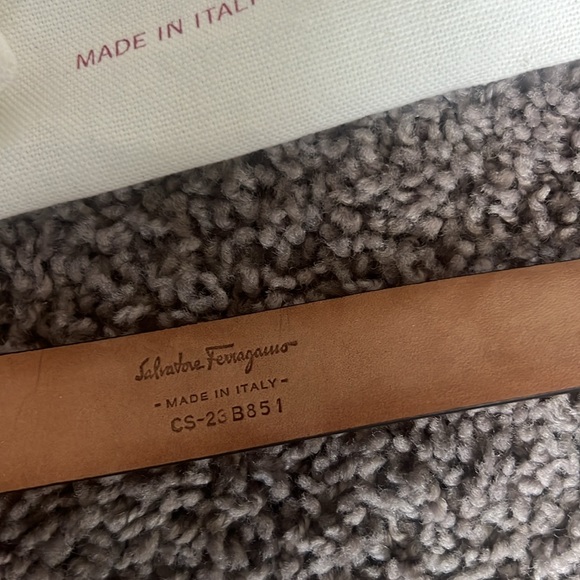 MADE IN ITALY
Salvatore Ferragamo
- MADE IN ITALY -
CS-23 B851